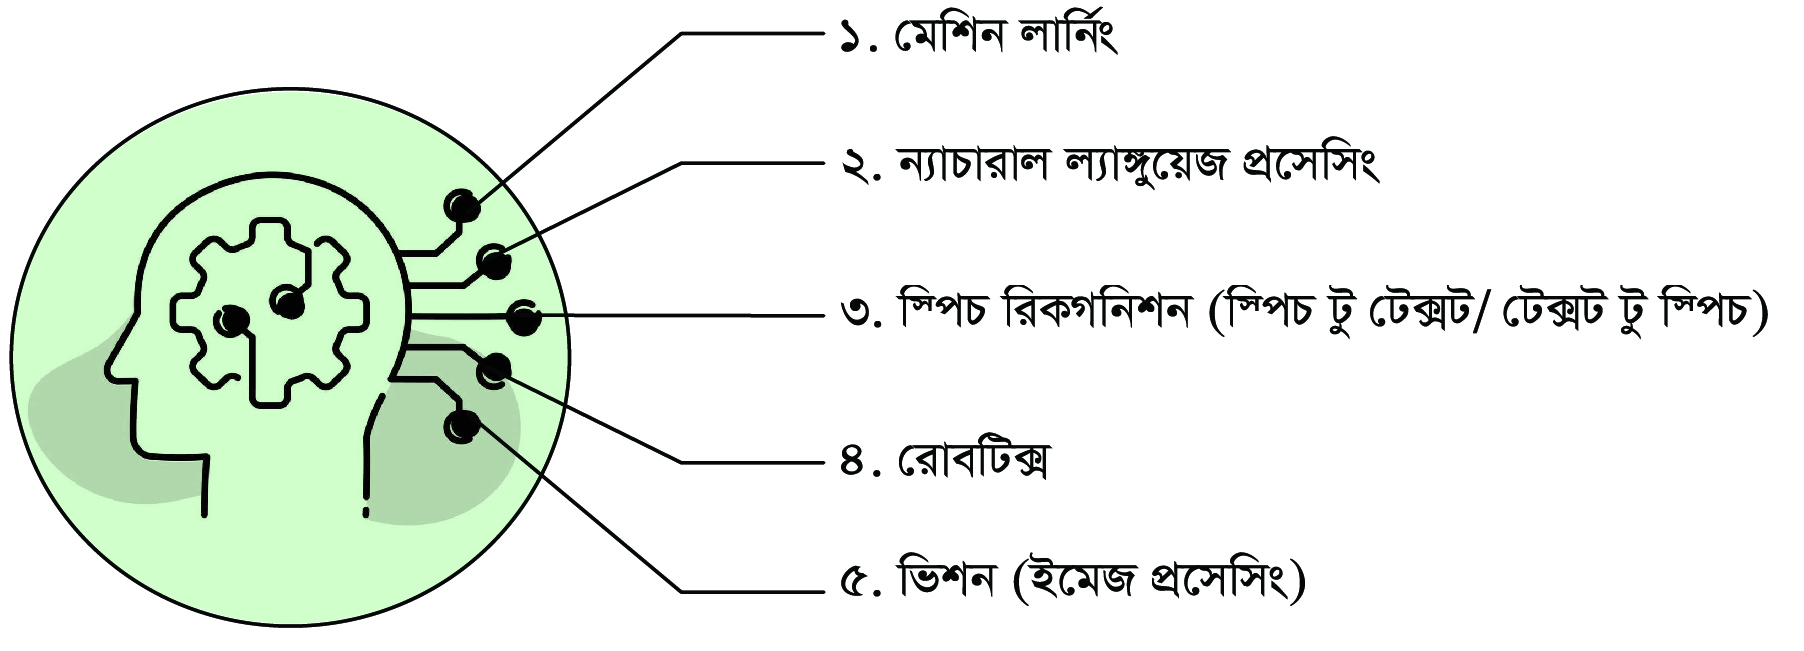 ১. মেশিন লার্নিং
২. ন্যাচারাল ল্যাঙ্গুয়েজ প্রসেসিং
৩. স্পিচ রিকগনিশন (স্পিচ টু টেক্সট/ টেক্সট টু স্পিচ)
৪. রোবটিক্স
৫. ভিশন (ইমেজ প্রসেসিং)